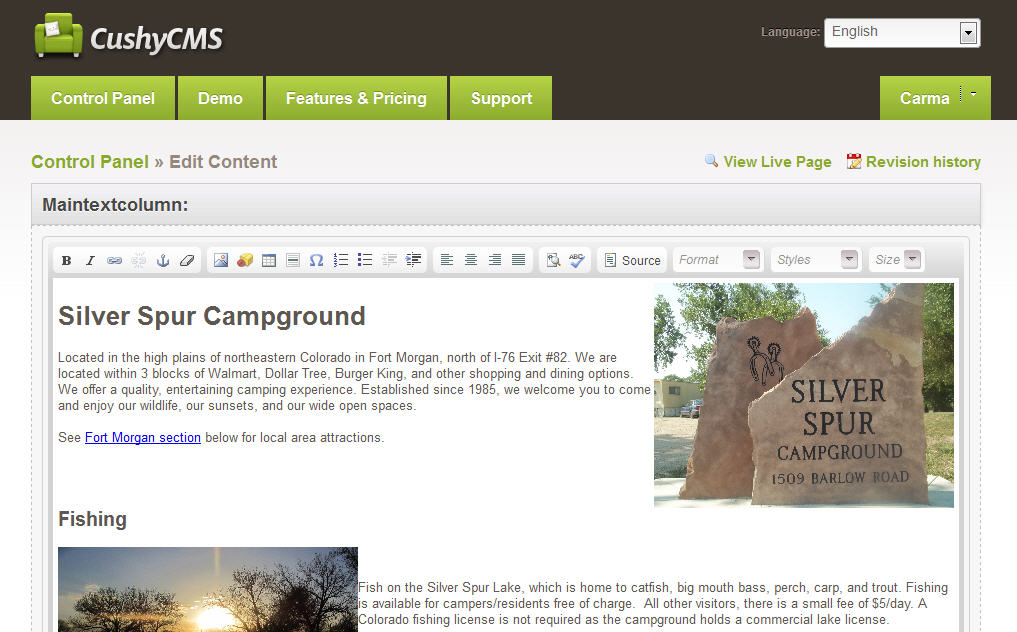 CushyCMS
Language: English
Control Panel
Demo
Features & Pricing
Support
Carma
Control Panel » Edit Content
View Live Page
Revision history
Maintextcolumn:
B I ABC Source Format Styles Size
Silver Spur Campground
Located in the high plains of northeastern Colorado in Fort Morgan, north of I-76 Exit #82. We are
located within 3 blocks of Walmart, Dollar Tree, Burger King, and other shopping and dining options.
We offer a quality, entertaining camping experience. Established since 1985, we welcome you to come
and enjoy our wildlife, our sunsets, and our wide open spaces.
See Fort Morgan section below for local area attractions.
SILVER
SPUR
CAMPGROUND
1509 BARLOW ROAD
Fishing
Fish on the Silver Spur Lake, which is home to catfish, big mouth bass, perch, carp, and trout. Fishing
is available for campers/residents free of charge. All other visitors, there is a small fee of $5/day. A
Colorado fishing license is not required as the campground holds a commercial lake license.